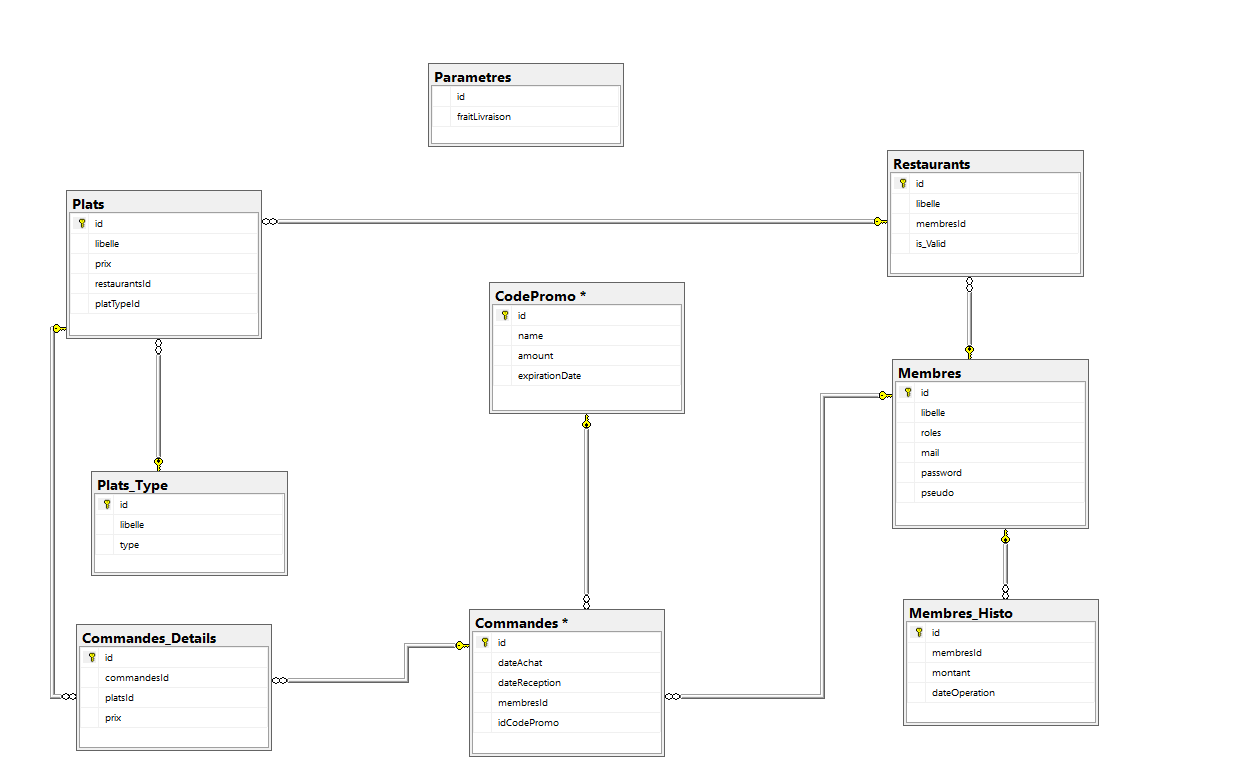 Parametres
id
fraitLivraison
Restaurants
id
libelle
membresId
is_Valid
Plats
id
libelle
prix
restaurantsId
platTypeId
CodePromo *
id
name
amount
expirationDate
Membres
id
libelle
roles
mail
password
pseudo
Plats_Type
id
libelle
type
Commandes_Details
id
commandesId
platsId
prix
Commandes *
id
dateAchat
dateReception
membresId
idCodePromo
Membres_Histo
id
membresId
montant
dateOperation